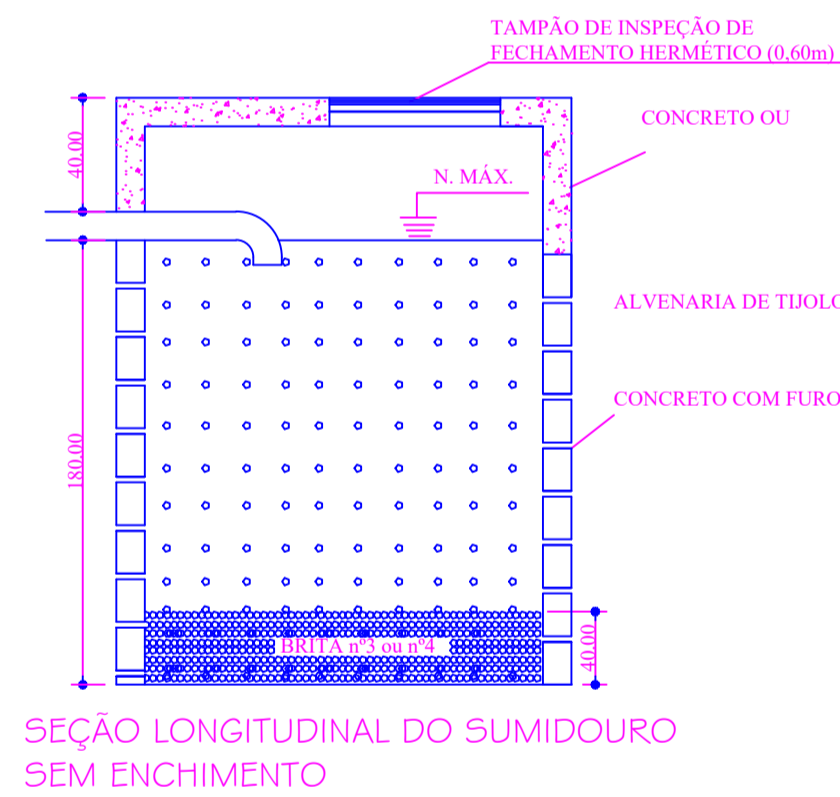 TAMPÃO DE INSPEÇÃO DE
FECHAMENTO HERMÉTICO (0,60m)
CONCRETO OU
40.00
N. MÁX.
ALVENARIA DE TIJOLO
CONCRETO COM FURO
180.00
BRITA nº3 ou nº4
40.00
SEÇÃO LONGITUDINAL DO SUMIDOURO
SEM ENCHIMENTO